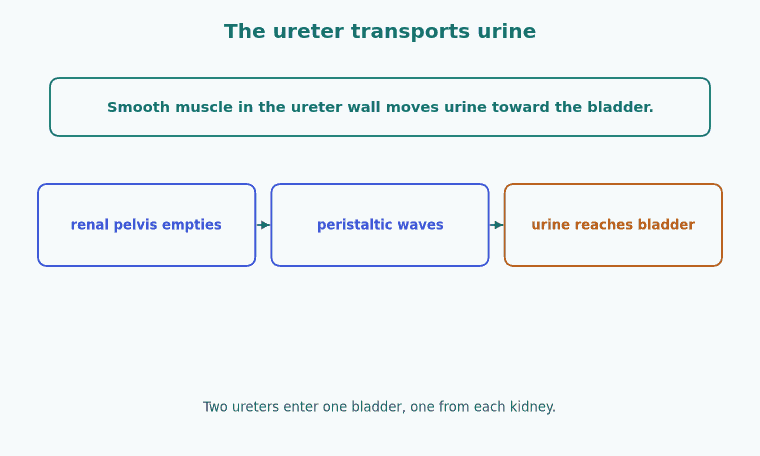 The ureter transports urine
Smooth muscle in the ureter wall moves urine toward the bladder.
renal pelvis empties
peristaltic waves
urine reaches bladder
Two ureters enter one bladder, one from each kidney.